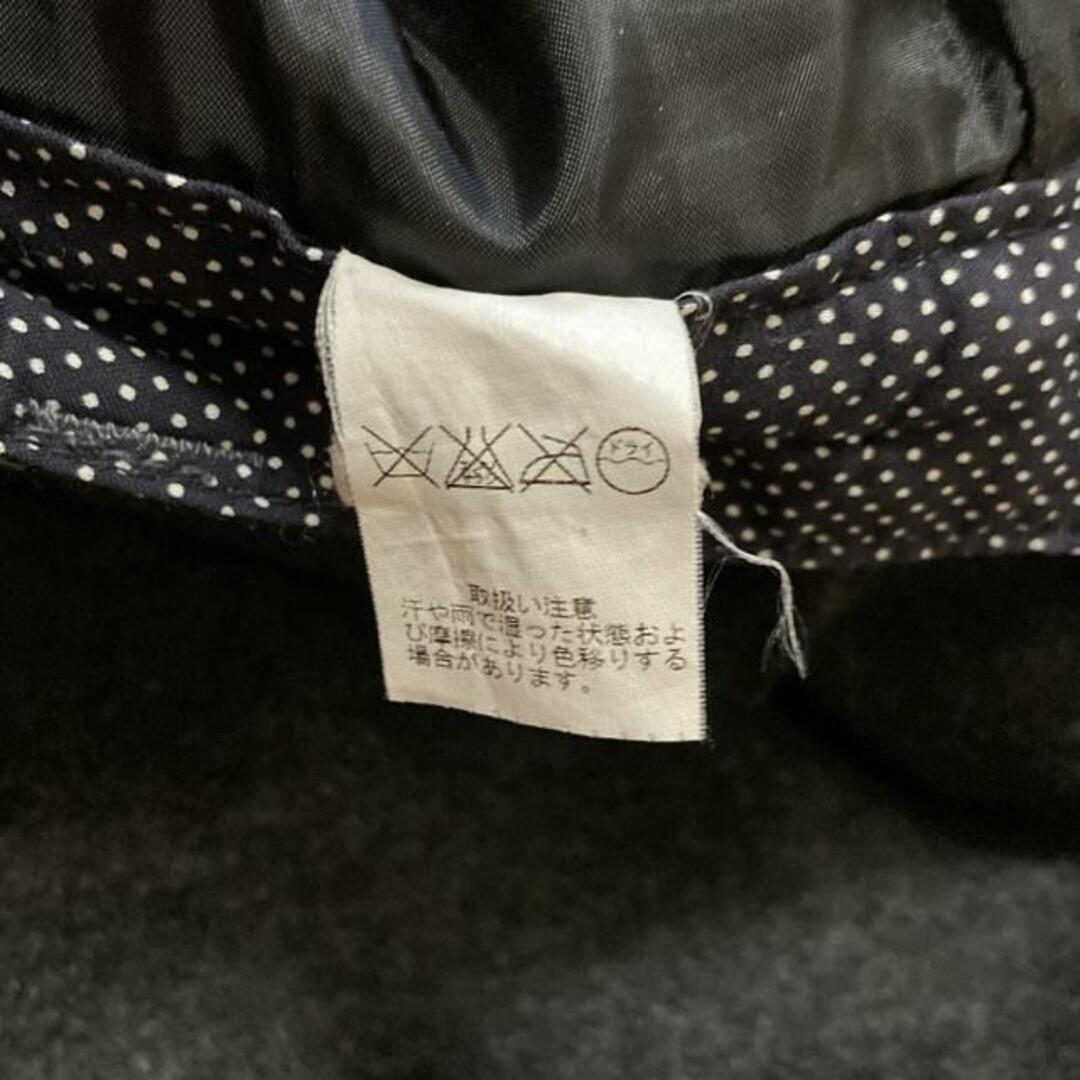 ドライ
取扱い注意
汗や雨で湿った状態およ
び摩擦により色移りする
場合があります。